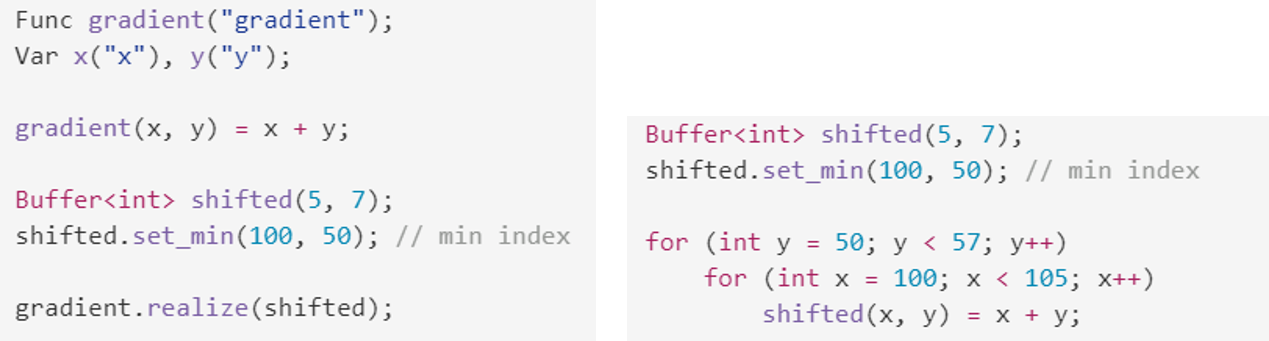 Func gradient("gradient");
Var x("x"), y("y");
gradient(x, y) = x + y;
Buffer<int> shifted(5, 7);
shifted.set_min(100, 50); // min index
gradient.realize(shifted);
Buffer<int> shifted(5, 7);
shifted.set_min(100, 50); // min index
for (int y = 50; y < 57; y++)
for (int x = 100; x < 105; x++)
shifted(x, y) = x + y;